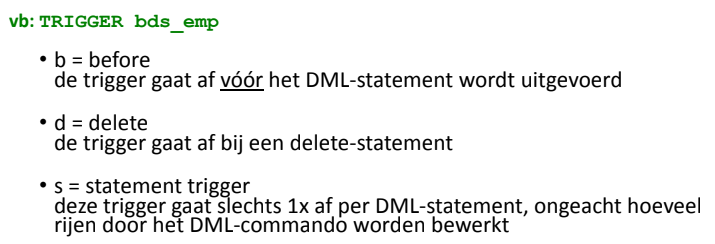 vb: TRIGGER bds_emp
• b = before
de trigger gaat af vóór het DML-statement wordt uitgevoerd
• d = delete
de trigger gaat af bij een delete-statement
• s = statement trigger
deze trigger gaat slechts 1x af per DML-statement, ongeacht hoeveel
rijen door het DML-commando worden bewerkt